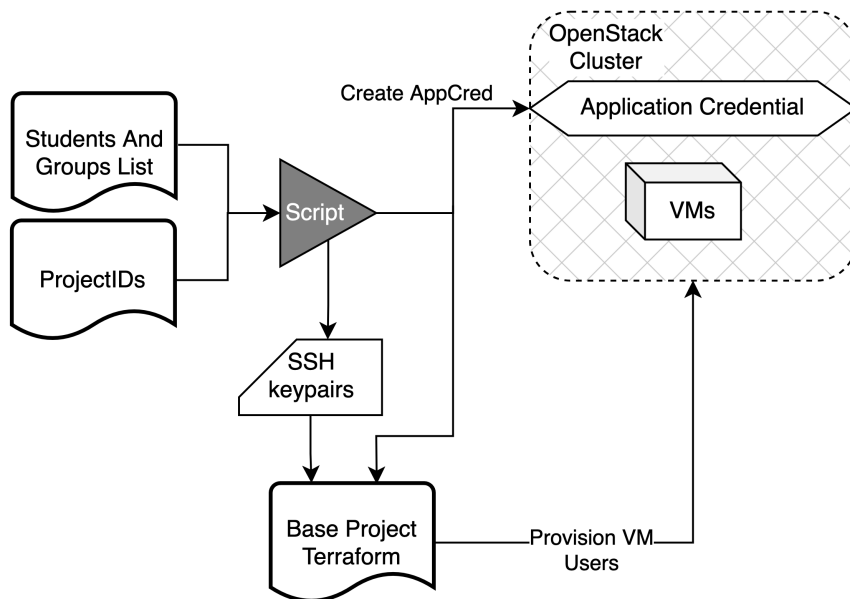 OpenStack
Cluster
Create AppCred
Application Credential
Students And
Groups List
VMs
Script
ProjectIDs
SSH
keypairs
Base Project
Terraform
Provision VM
Users